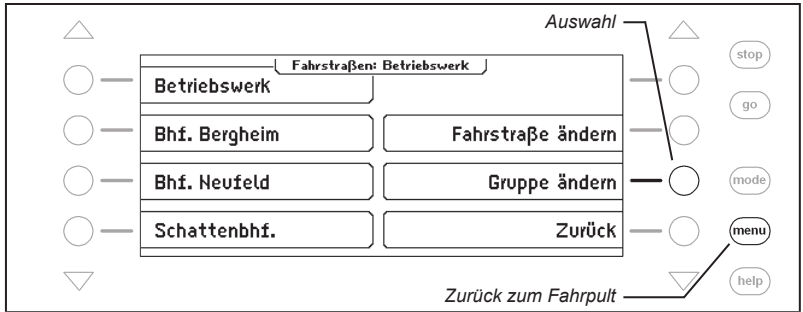 Auswahl
stop
Fahrstraßen: Betriebswerk
Betriebswerk
go
Bhf. Bergheim
Fahrstraße ändern
Bhf. Neufeld
Gruppe ändern
mode
Schattenbhf.
Zurück
menu
help
Zurück zum Fahrpult